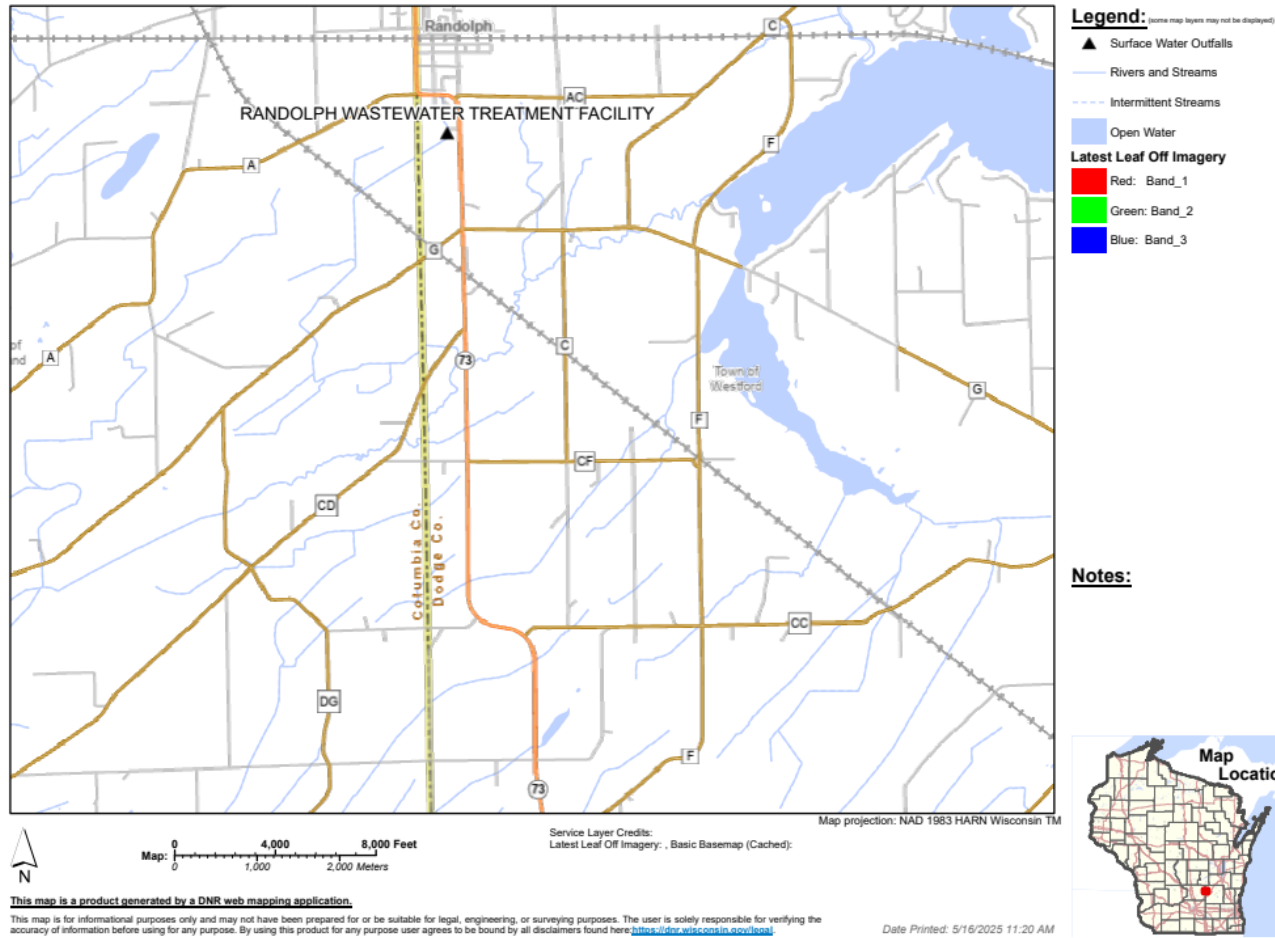 Randolph
C
AC
RANDOLPH WASTEWATER TREATMENT FACILITY
F
A
G
A
73
C
Town of
Westford
G
F
CF
CD
Columbia Co.
Dodge Co.
CC
DG
F
73
Legend: (some map layers may not be displayed)
Surface Water Outfalls
Rivers and Streams
Intermittent Streams
Open Water
Latest Leaf Off Imagery
Red: Band_1
Green: Band_2
Blue: Band_3
Notes:
Map
Locatio
Map projection: NAD 1983 HARN Wisconsin TM
N
Map:
0 4,000 8,000 Feet
0 1,000 2,000 Meters
Service Layer Credits:
Latest Leaf Off Imagery: , Basic Basemap (Cached):
This map is a product generated by a DNR web mapping application.
This map is for informational purposes only and may not have been prepared for or be suitable for legal, engineering, or surveying purposes. The user is solely responsible for verifying the
accuracy of information before using for any purpose. By using this product for any purpose user agrees to be bound by all disclaimers found here:https://dnr.wisconsin.gov/legal.
Date Printed: 5/16/2025 11:20 AM